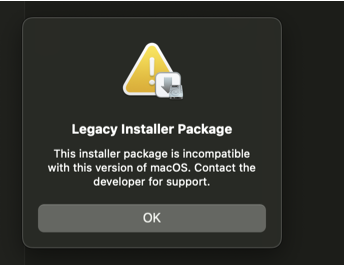 Legacy Installer Package
This installer package is incompatible
with this version of macOS. Contact the
developer for support.
OK